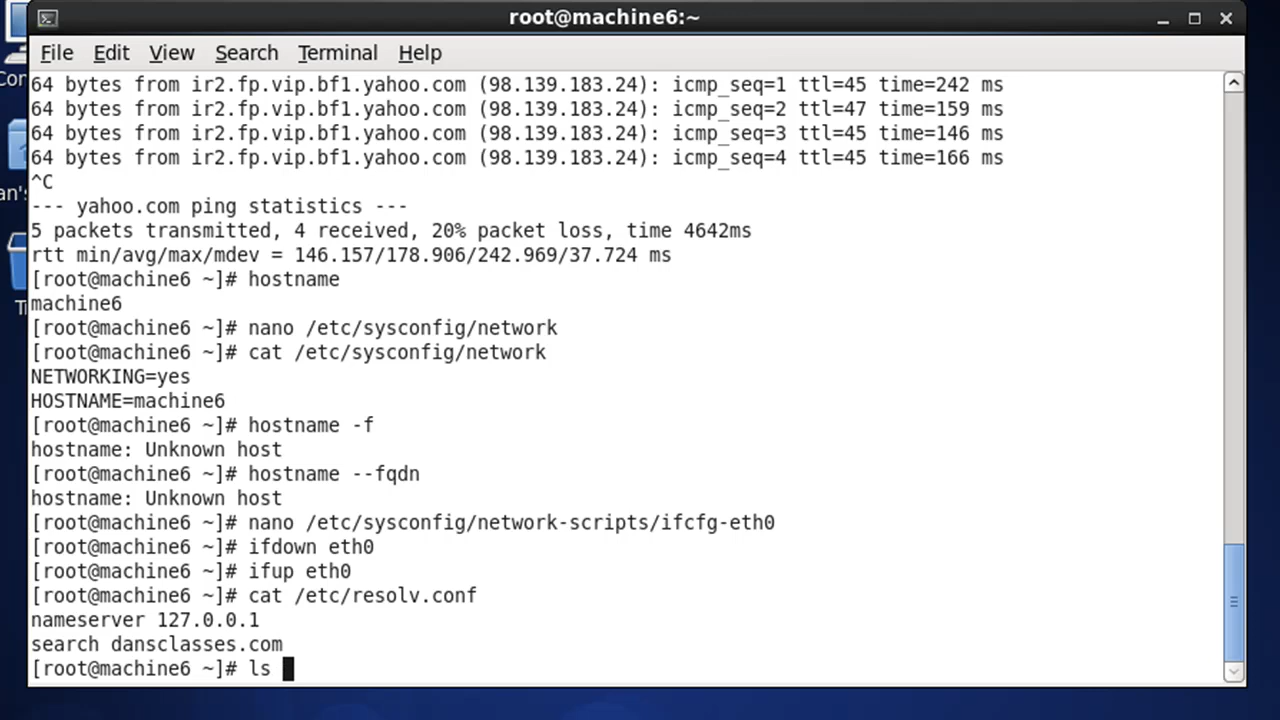 root@machine6:~
File Edit View Search Terminal Help
64 bytes from ir2.fp.vip.bf1.yahoo.com (98.139.183.24): icmp_seq=1 ttl=45 time=242 ms
64 bytes from ir2.fp.vip.bf1.yahoo.com (98.139.183.24): icmp_seq=2 ttl=47 time=159 ms
64 bytes from ir2.fp.vip.bf1.yahoo.com (98.139.183.24): icmp_seq=3 ttl=45 time=146 ms
64 bytes from ir2.fp.vip.bf1.yahoo.com (98.139.183.24): icmp_seq=4 ttl=45 time=166 ms
^C
--- yahoo.com ping statistics ---
5 packets transmitted, 4 received, 20% packet loss, time 4642ms
rtt min/avg/max/mdev = 146.157/178.906/242.969/37.724 ms
[root@machine6 ~]# hostname
machine6
[root@machine6 ~]# nano /etc/sysconfig/network
[root@machine6 ~]# cat /etc/sysconfig/network
NETWORKING=yes
HOSTNAME=machine6
[root@machine6 ~]# hostname -f
hostname: Unknown host
[root@machine6 ~]# hostname --fqdn
hostname: Unknown host
[root@machine6 ~]# nano /etc/sysconfig/network-scripts/ifcfg-eth0
[root@machine6 ~]# ifdown eth0
[root@machine6 ~]# ifup eth0
[root@machine6 ~]# cat /etc/resolv.conf
nameserver 127.0.0.1
search dansclasses.com
[root@machine6 ~]# ls